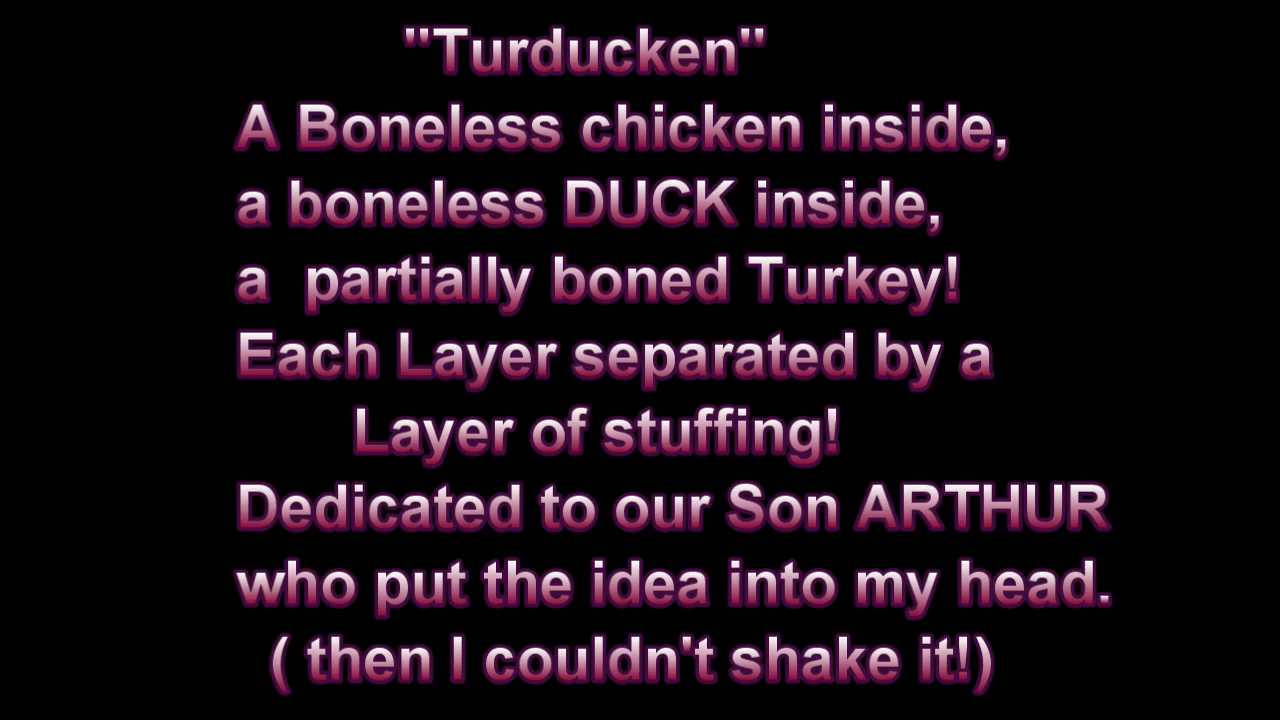 "Turducken"
A Boneless chicken inside,
a boneless DUCK inside,
a  partially boned Turkey!
Each Layer separated by a
Layer of stuffing!
Dedicated to our Son ARTHUR
who put the idea into my head.
( then I couldn't shake it!)